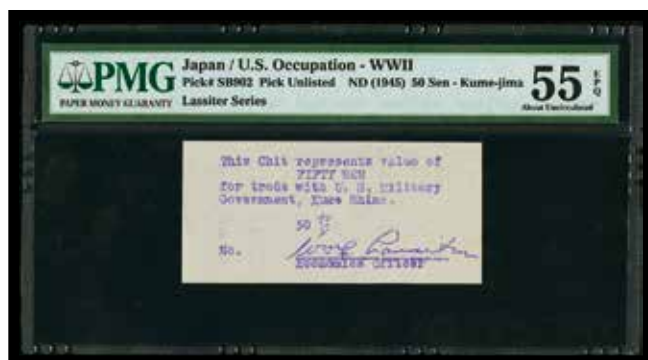 PMG
PAPER MONEY GUARANTY
Japan / U.S. Occupation - WWII
Pick# SB902 Pick Unlisted ND (1945) 50 Sen - Kume-jima
Lassiter Series
55
EPQ
About Uncirculated
This Chit represents value of
FIFTY SEN
for trade with U. S. Military
Government, Kume Shima.
50
No.
Economics Officer